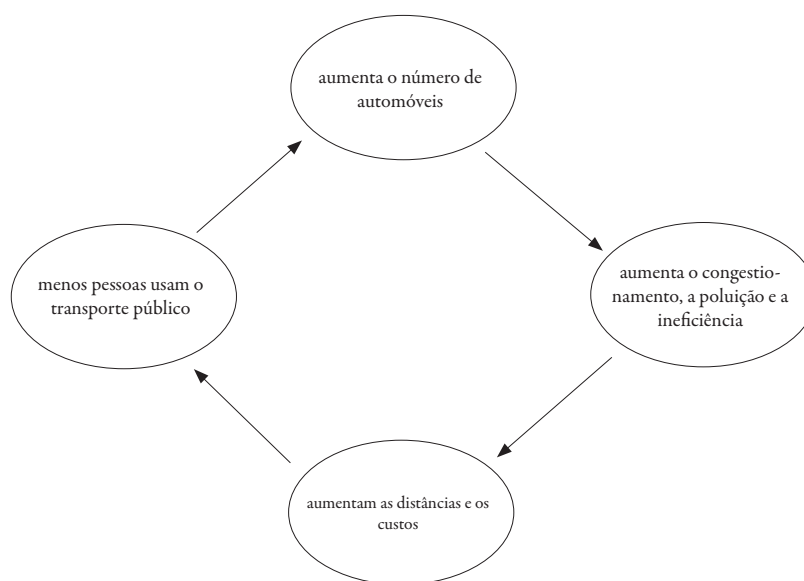 aumenta o número de
automóveis
menos pessoas usam o
transporte público
aumenta o congestio-
namento, a poluição e a
ineficiência
aumentam as distâncias e os
custos